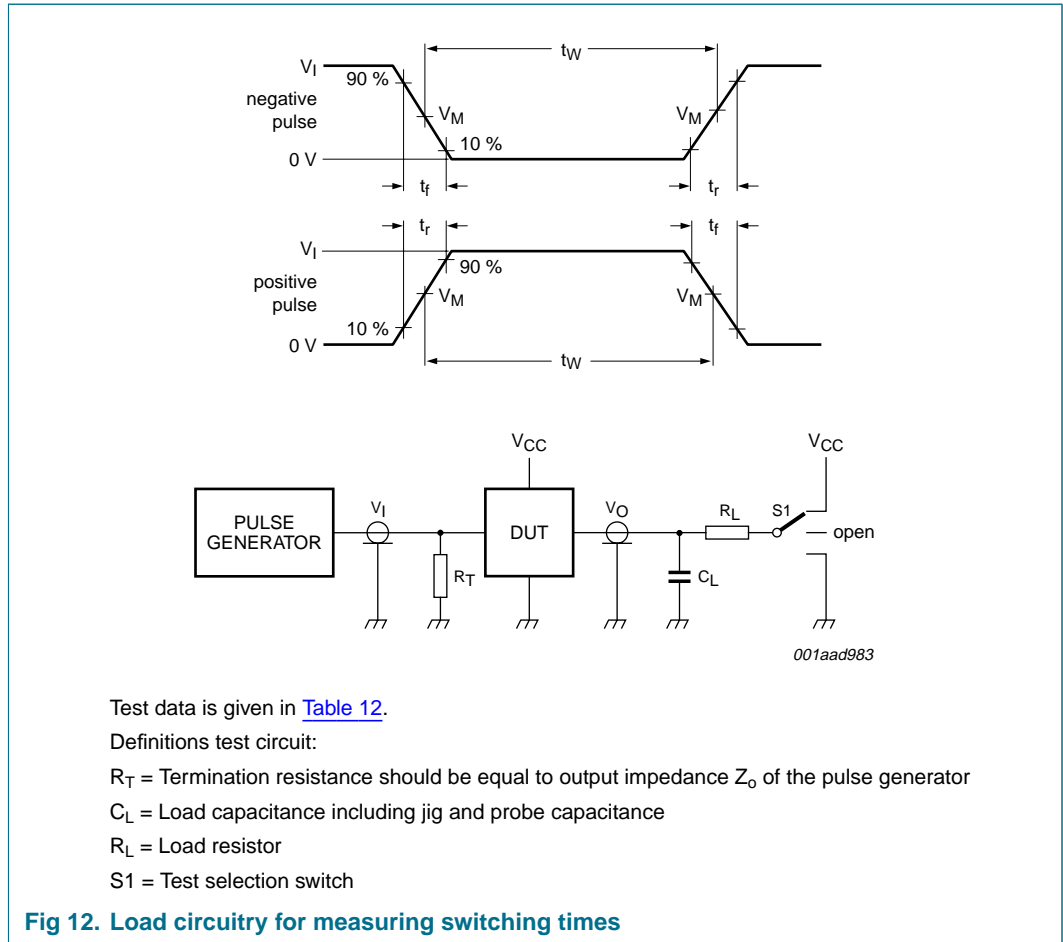 tW
VI
90 %
negative
pulse
VM
VM
10 %
0 V
tf
tr
tr
tf
VI
90 %
positive
pulse
VM
VM
10 %
0 V
tW
VCC
VCC
PULSE
GENERATOR
VI
DUT
VO
RL
S1
open
RT
CL
001aad983
Test data is given in Table 12.
Definitions test circuit:
RT = Termination resistance should be equal to output impedance Zo of the pulse generator
CL = Load capacitance including jig and probe capacitance
RL = Load resistor
S1 = Test selection switch
Fig 12. Load circuitry for measuring switching times